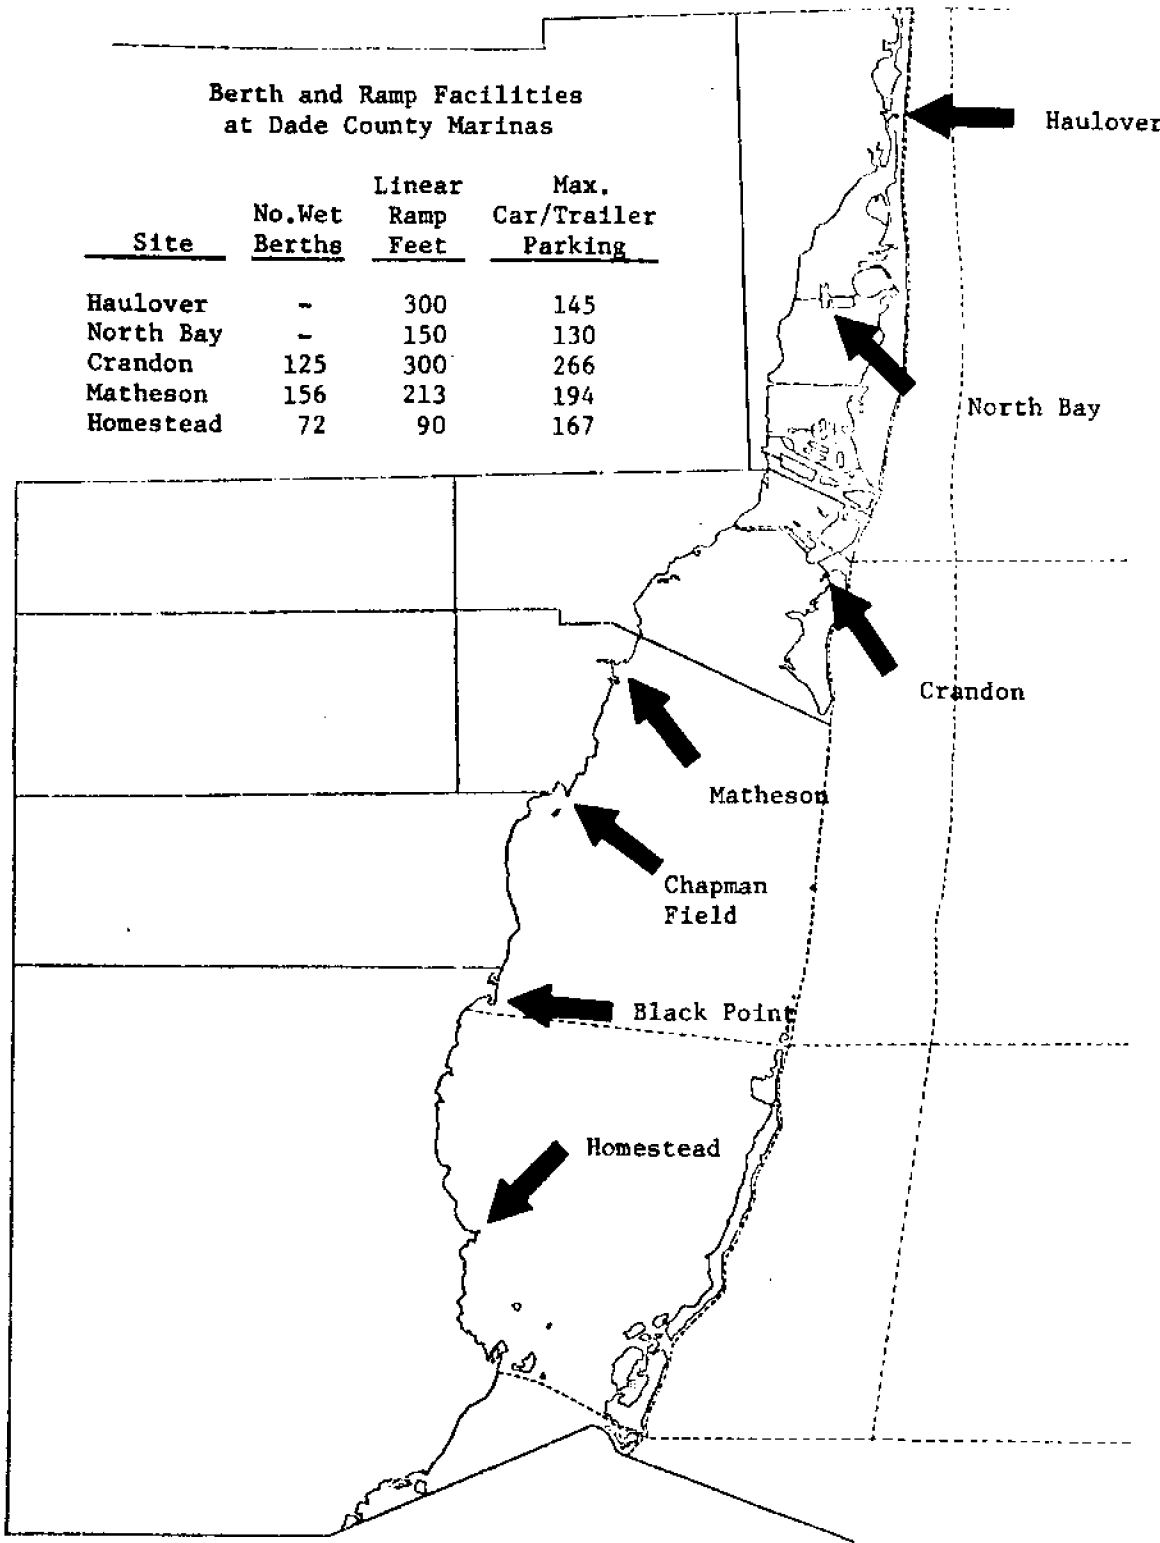 Berth and Ramp Facilities
at Dade County Marinas
Linear Max.
No.Wet Ramp Car/Trailer
Site Berths Feet Parking
Haulover - 300 145
North Bay - 150 130
Crandon 125 300 266
Matheson 156 213 194
Homestead 72 90 167
Haulover
North Bay
Crandon
Matheson
Chapman
Field
Black Point
Homestead